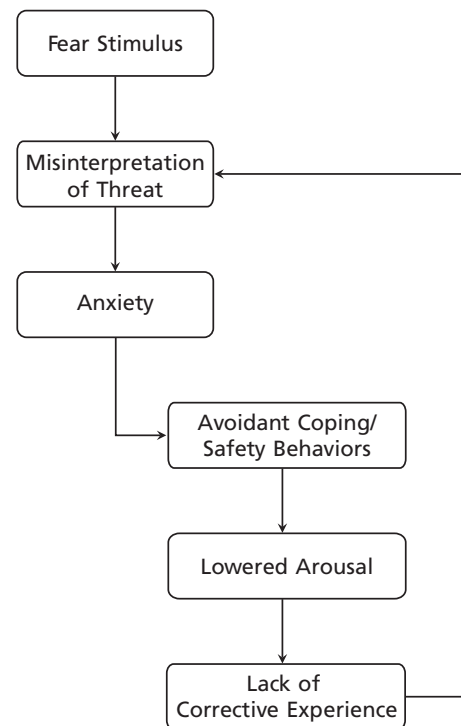 Fear Stimulus
Misinterpretation
of Threat
Anxiety
Avoidant Coping/
Safety Behaviors
Lowered Arousal
Lack of
Corrective Experience